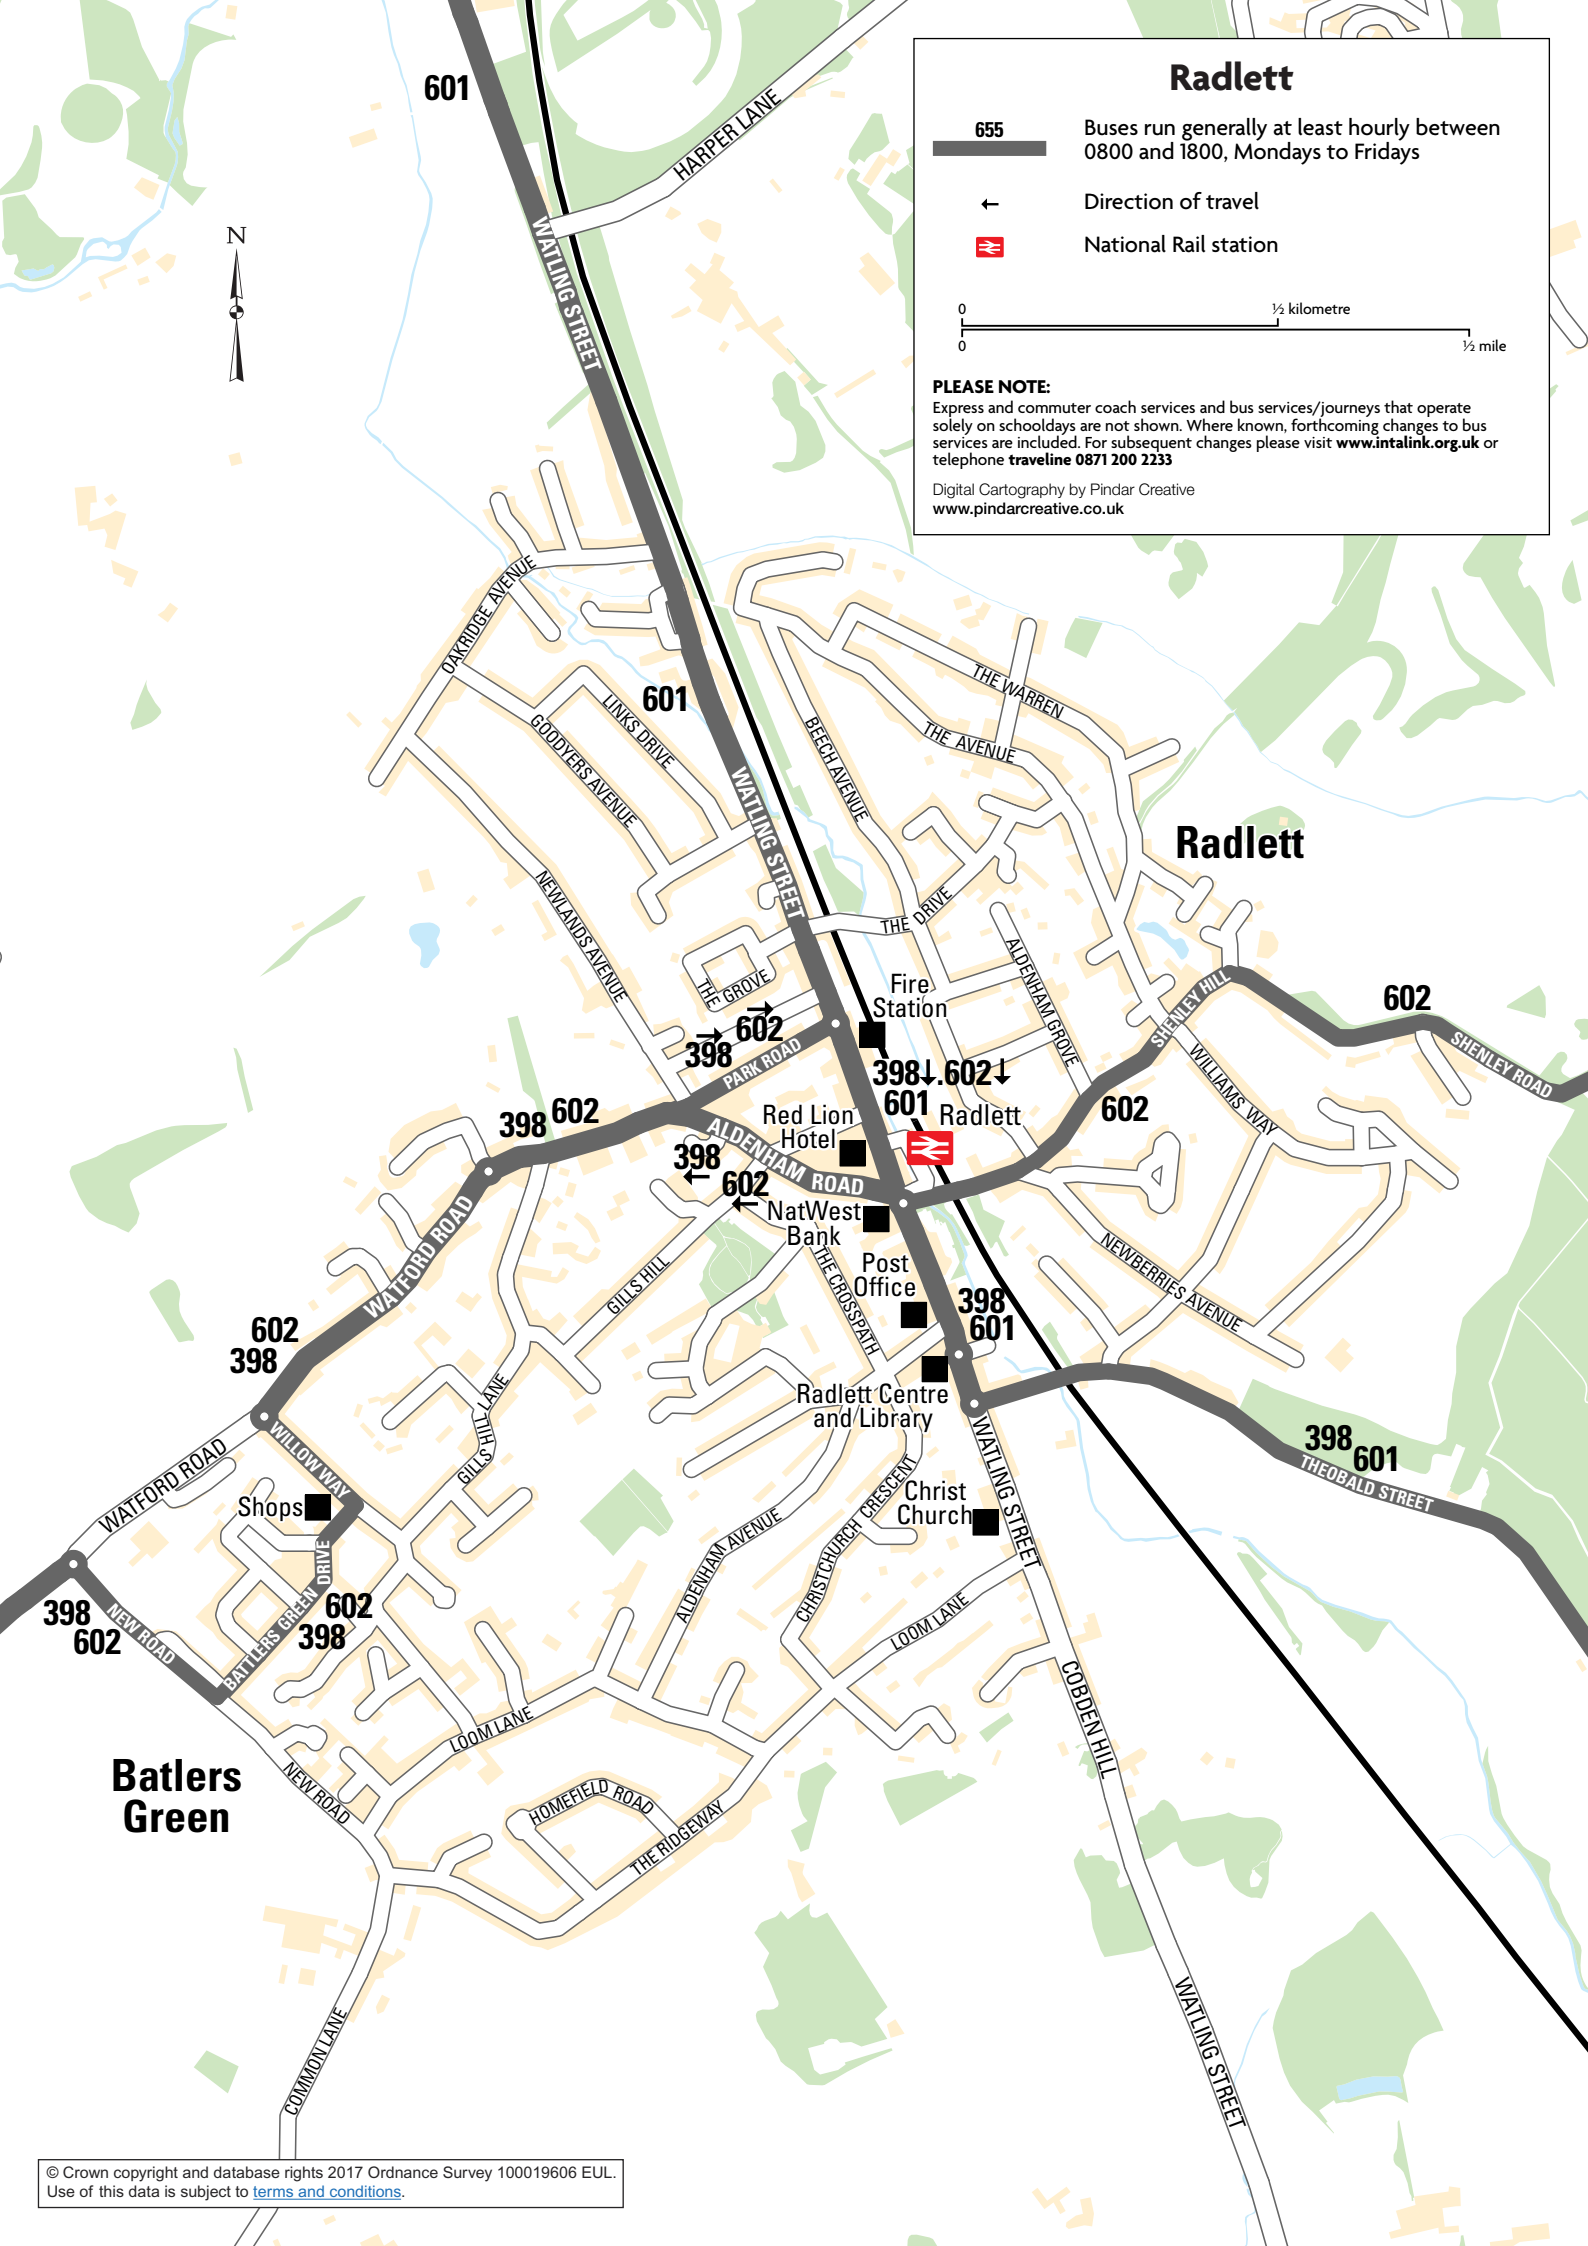 Radlett
655
Buses run generally at least hourly between
0800 and 1800, Mondays to Fridays
Direction of travel
National Rail station
0
½ kilometre
0
½ mile
PLEASE NOTE:
Express and commuter coach services and bus services/journeys that operate
solely on schooldays are not shown. Where known, forthcoming changes to bus
services are included. For subsequent changes please visit www.intalink.org.uk or
telephone traveline 0871 200 2233
Digital Cartography by Pindar Creative
www.pindarcreative.co.uk
601
HARPER LANE
N
WATLING STREET
OAKRIDGE AVENUE
601
LINKS DRIVE
GOODYERS AVENUE
THE WARREN
THE AVENUE
BEECH AVENUE
WATLING STREET
Radlett
NEWLANDS AVENUE
THE DRIVE
THE GROVE
ALDENHAM GROVE
Fire
Station
SHENLEY HILL
602
SHENLEY ROAD
→
602
→
398
PARK ROAD
398↓.602↓
601
Radlett
WILLIAMS WAY
602
398 602
Red Lion
Hotel
ALDENHAM ROAD
398
←
602
←
NatWest
Bank
WATFORD ROAD
GILLS HILL
THE CROSSPATH
Post
Office
NEWBERRIES AVENUE
398
601
602
398
Radlett Centre
and Library
GILLS HILL LANE
WATFORD ROAD
WILLOW WAY
Shops
398
601
THEOBALD STREET
WATLING STREET
Christ
Church
CHRISTCHURCH CRESCENT
ALDENHAM AVENUE
BATTLERS GREEN DRIVE
602
398
398
602
NEW ROAD
LOOM LANE
LOOM LANE
COBDEN HILL
Batlers
Green
NEW ROAD
HOMEFIELD ROAD
THE RIDGEWAY
COMMON LANE
WATLING STREET
© Crown copyright and database rights 2017 Ordnance Survey 100019606 EUL.
Use of this data is subject to terms and conditions.